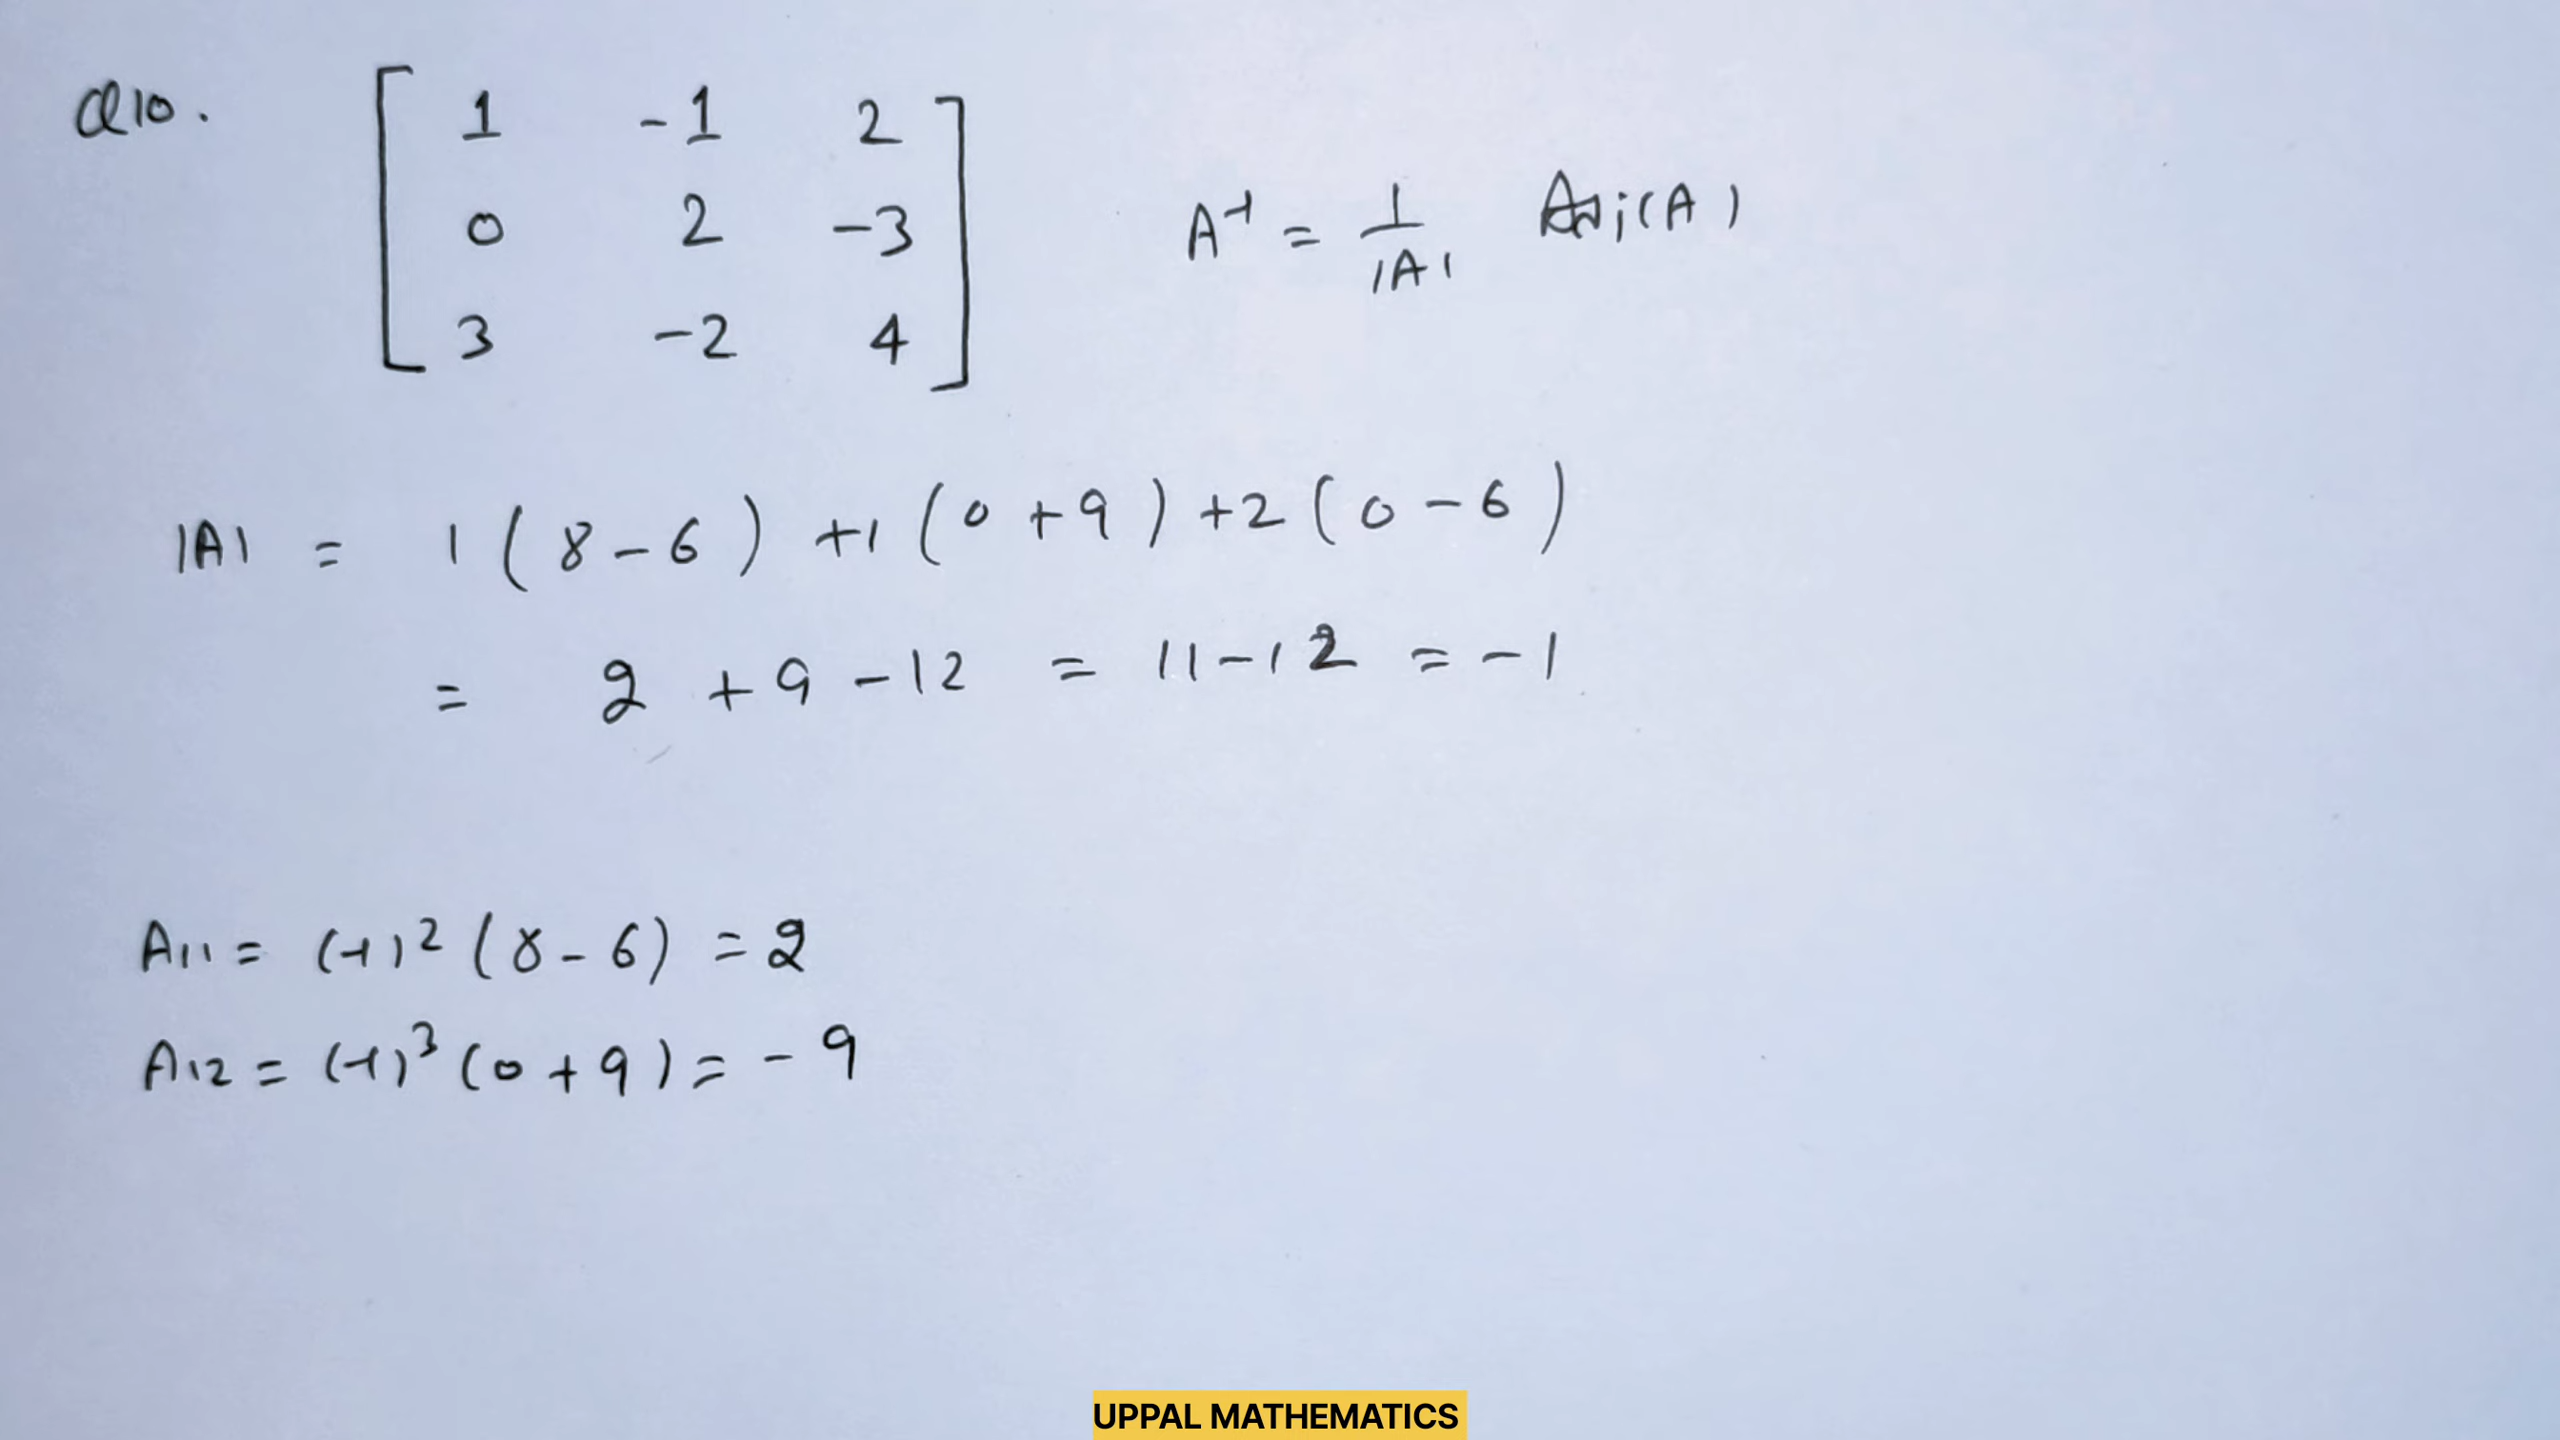 Q10.
1 -1 2
0 2 -3
3 -2 4
A⁻¹ = 1/|A| Adj(A)
|A| = 1(8-6) +1(0+9) +2(0-6)
= 2 + 9 - 12 = 11-12 = -1
A11 = (-1)² (8-6) = 2
A12 = (-1)³ (0+9) = -9
UPPAL MATHEMATICS